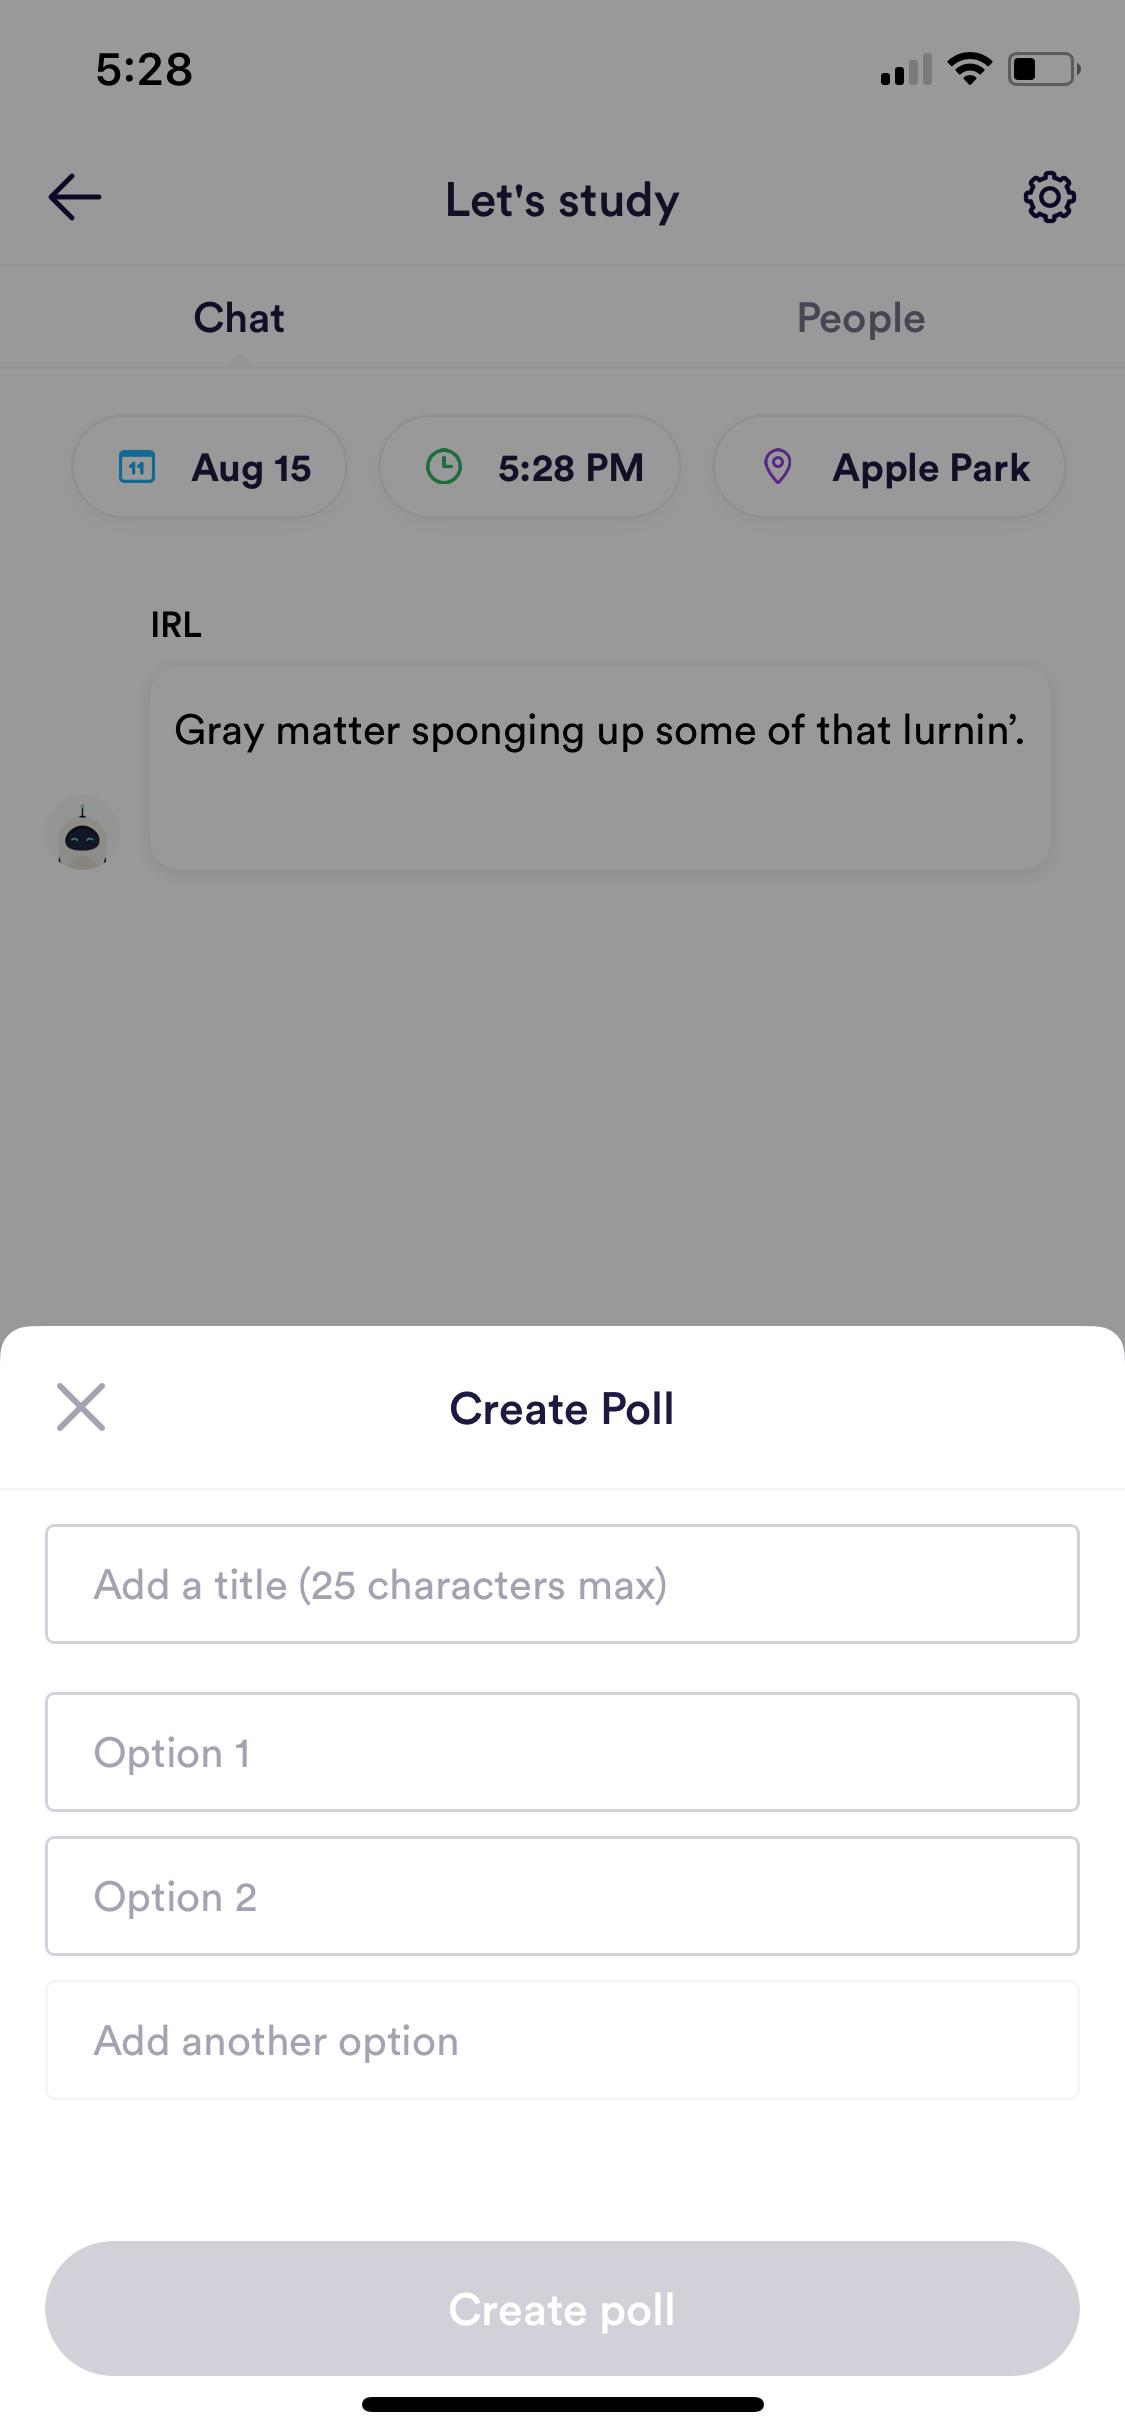 5:28
Let's study
Chat
People
11
Aug 15
5:28 PM
Apple Park
IRL
Gray matter sponging up some of that lurnin’.
Create Poll
Add a title (25 characters max)
Option 1
Option 2
Add another option
Create poll